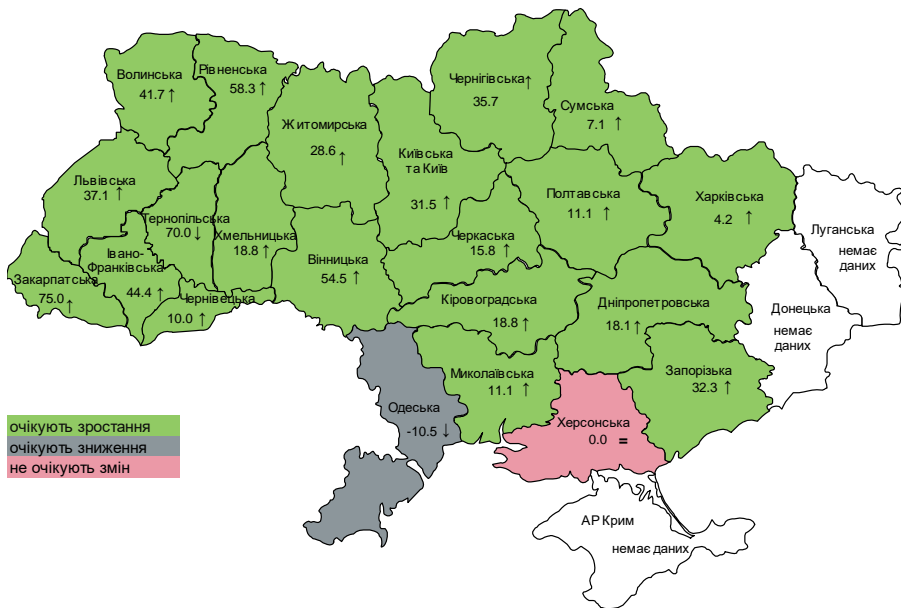 Волинська
41.7 ↑
Рівненська
58.3 ↑
Житомирська
28.6 ↑
Київська
та Київ
31.5 ↑
Чернігівська ↑
35.7
Сумська
7.1 ↑
Львівська
37.1 ↑
Тернопільська
70.0 ↓
Хмельницька
18.8 ↑
Вінницька
54.5 ↑
Черкаська
15.8 ↑
Полтавська
11.1 ↑
Харківська
4.2 ↑
Луганська
немає
даних
Закарпатська
75.0 ↑
Івано-
Франківська
44.4 ↑
Чернівецька
10.0 ↑
Кіровоградська
18.8 ↑
Дніпропетровська
18.1 ↑
Донецька
немає
даних
Миколаївська
11.1 ↑
Запорізька
32.3 ↑
Одеська
-10.5 ↓
Херсонська
0.0 =
АР Крим
немає даних
очікують зростання
очікують зниження
не очікують змін